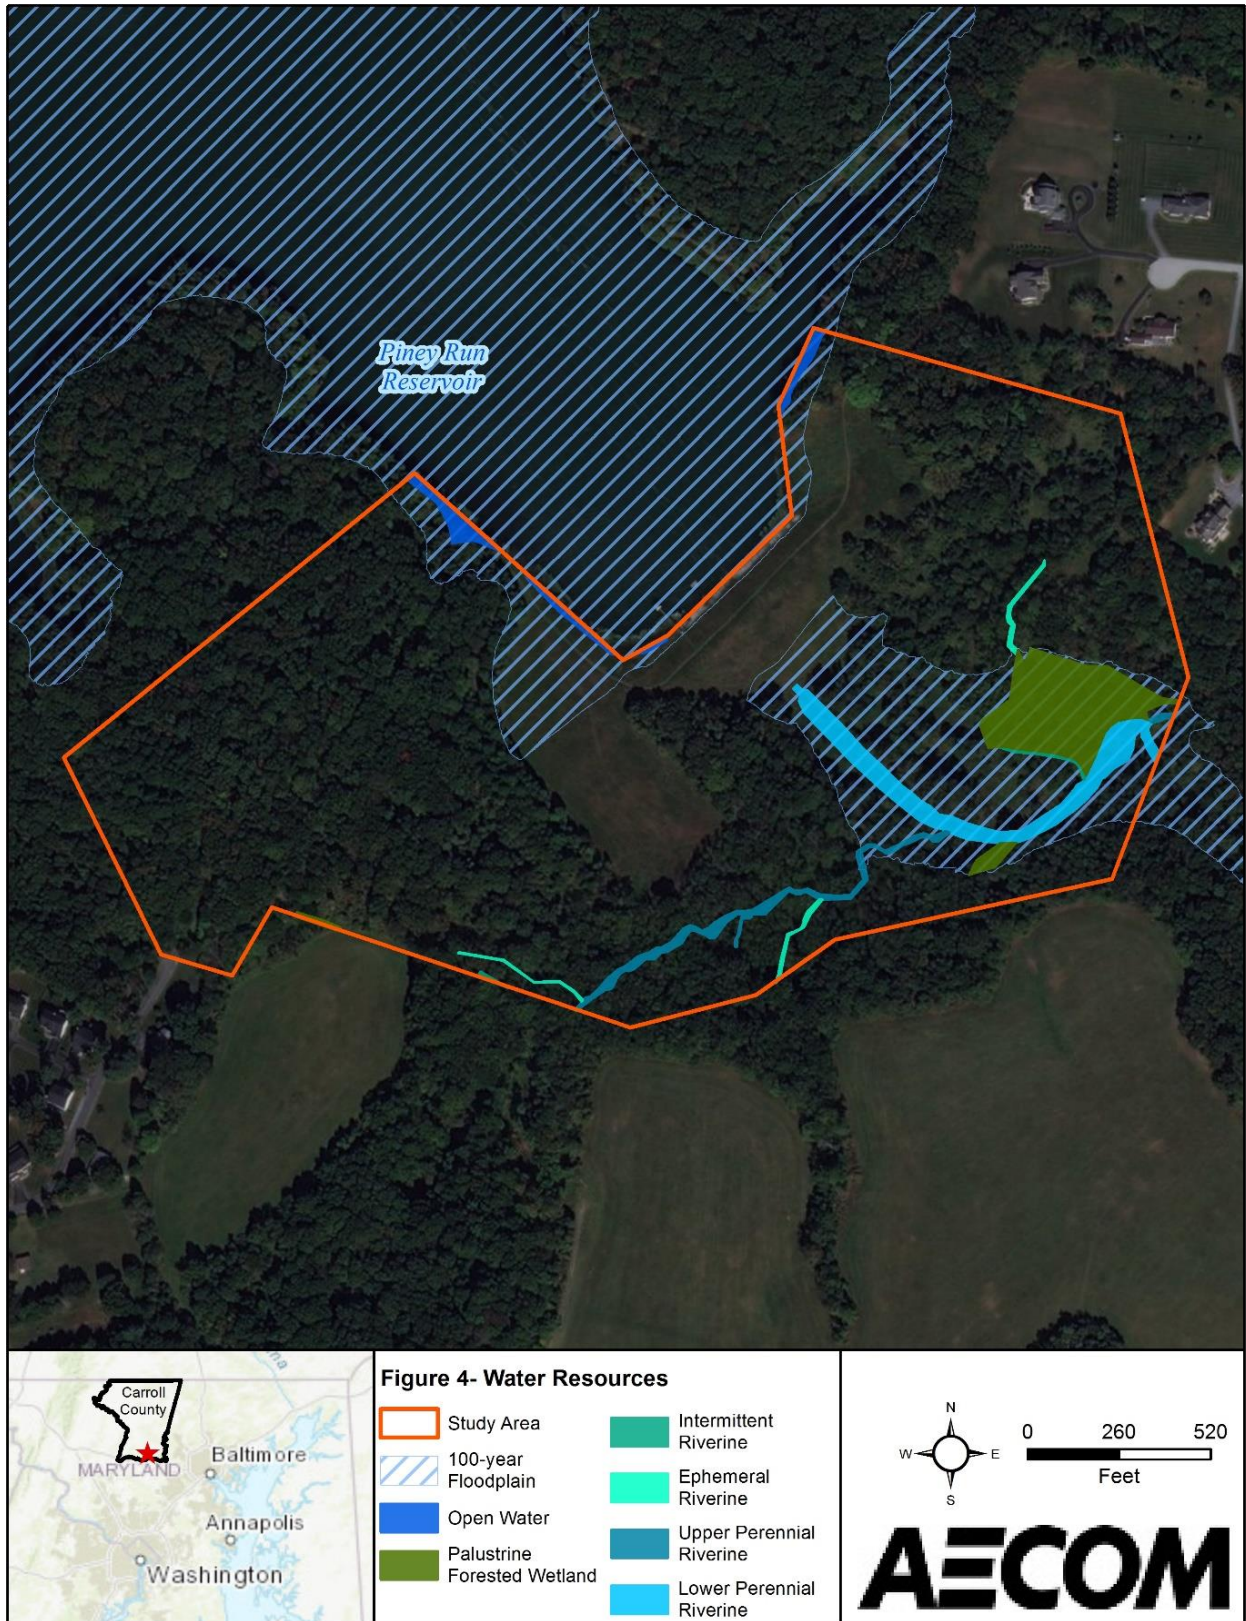 Piney Run
Reservoir
Carroll
County
MARYLAND
Baltimore
Annapolis
Washington
Figure 4- Water Resources
Study Area
100-year
Floodplain
Open Water
Palustrine
Forested Wetland
Intermittent
Riverine
Ephemeral
Riverine
Upper Perennial
Riverine
Lower Perennial
Riverine
N
W E
S
0 260 520
Feet
AECOM